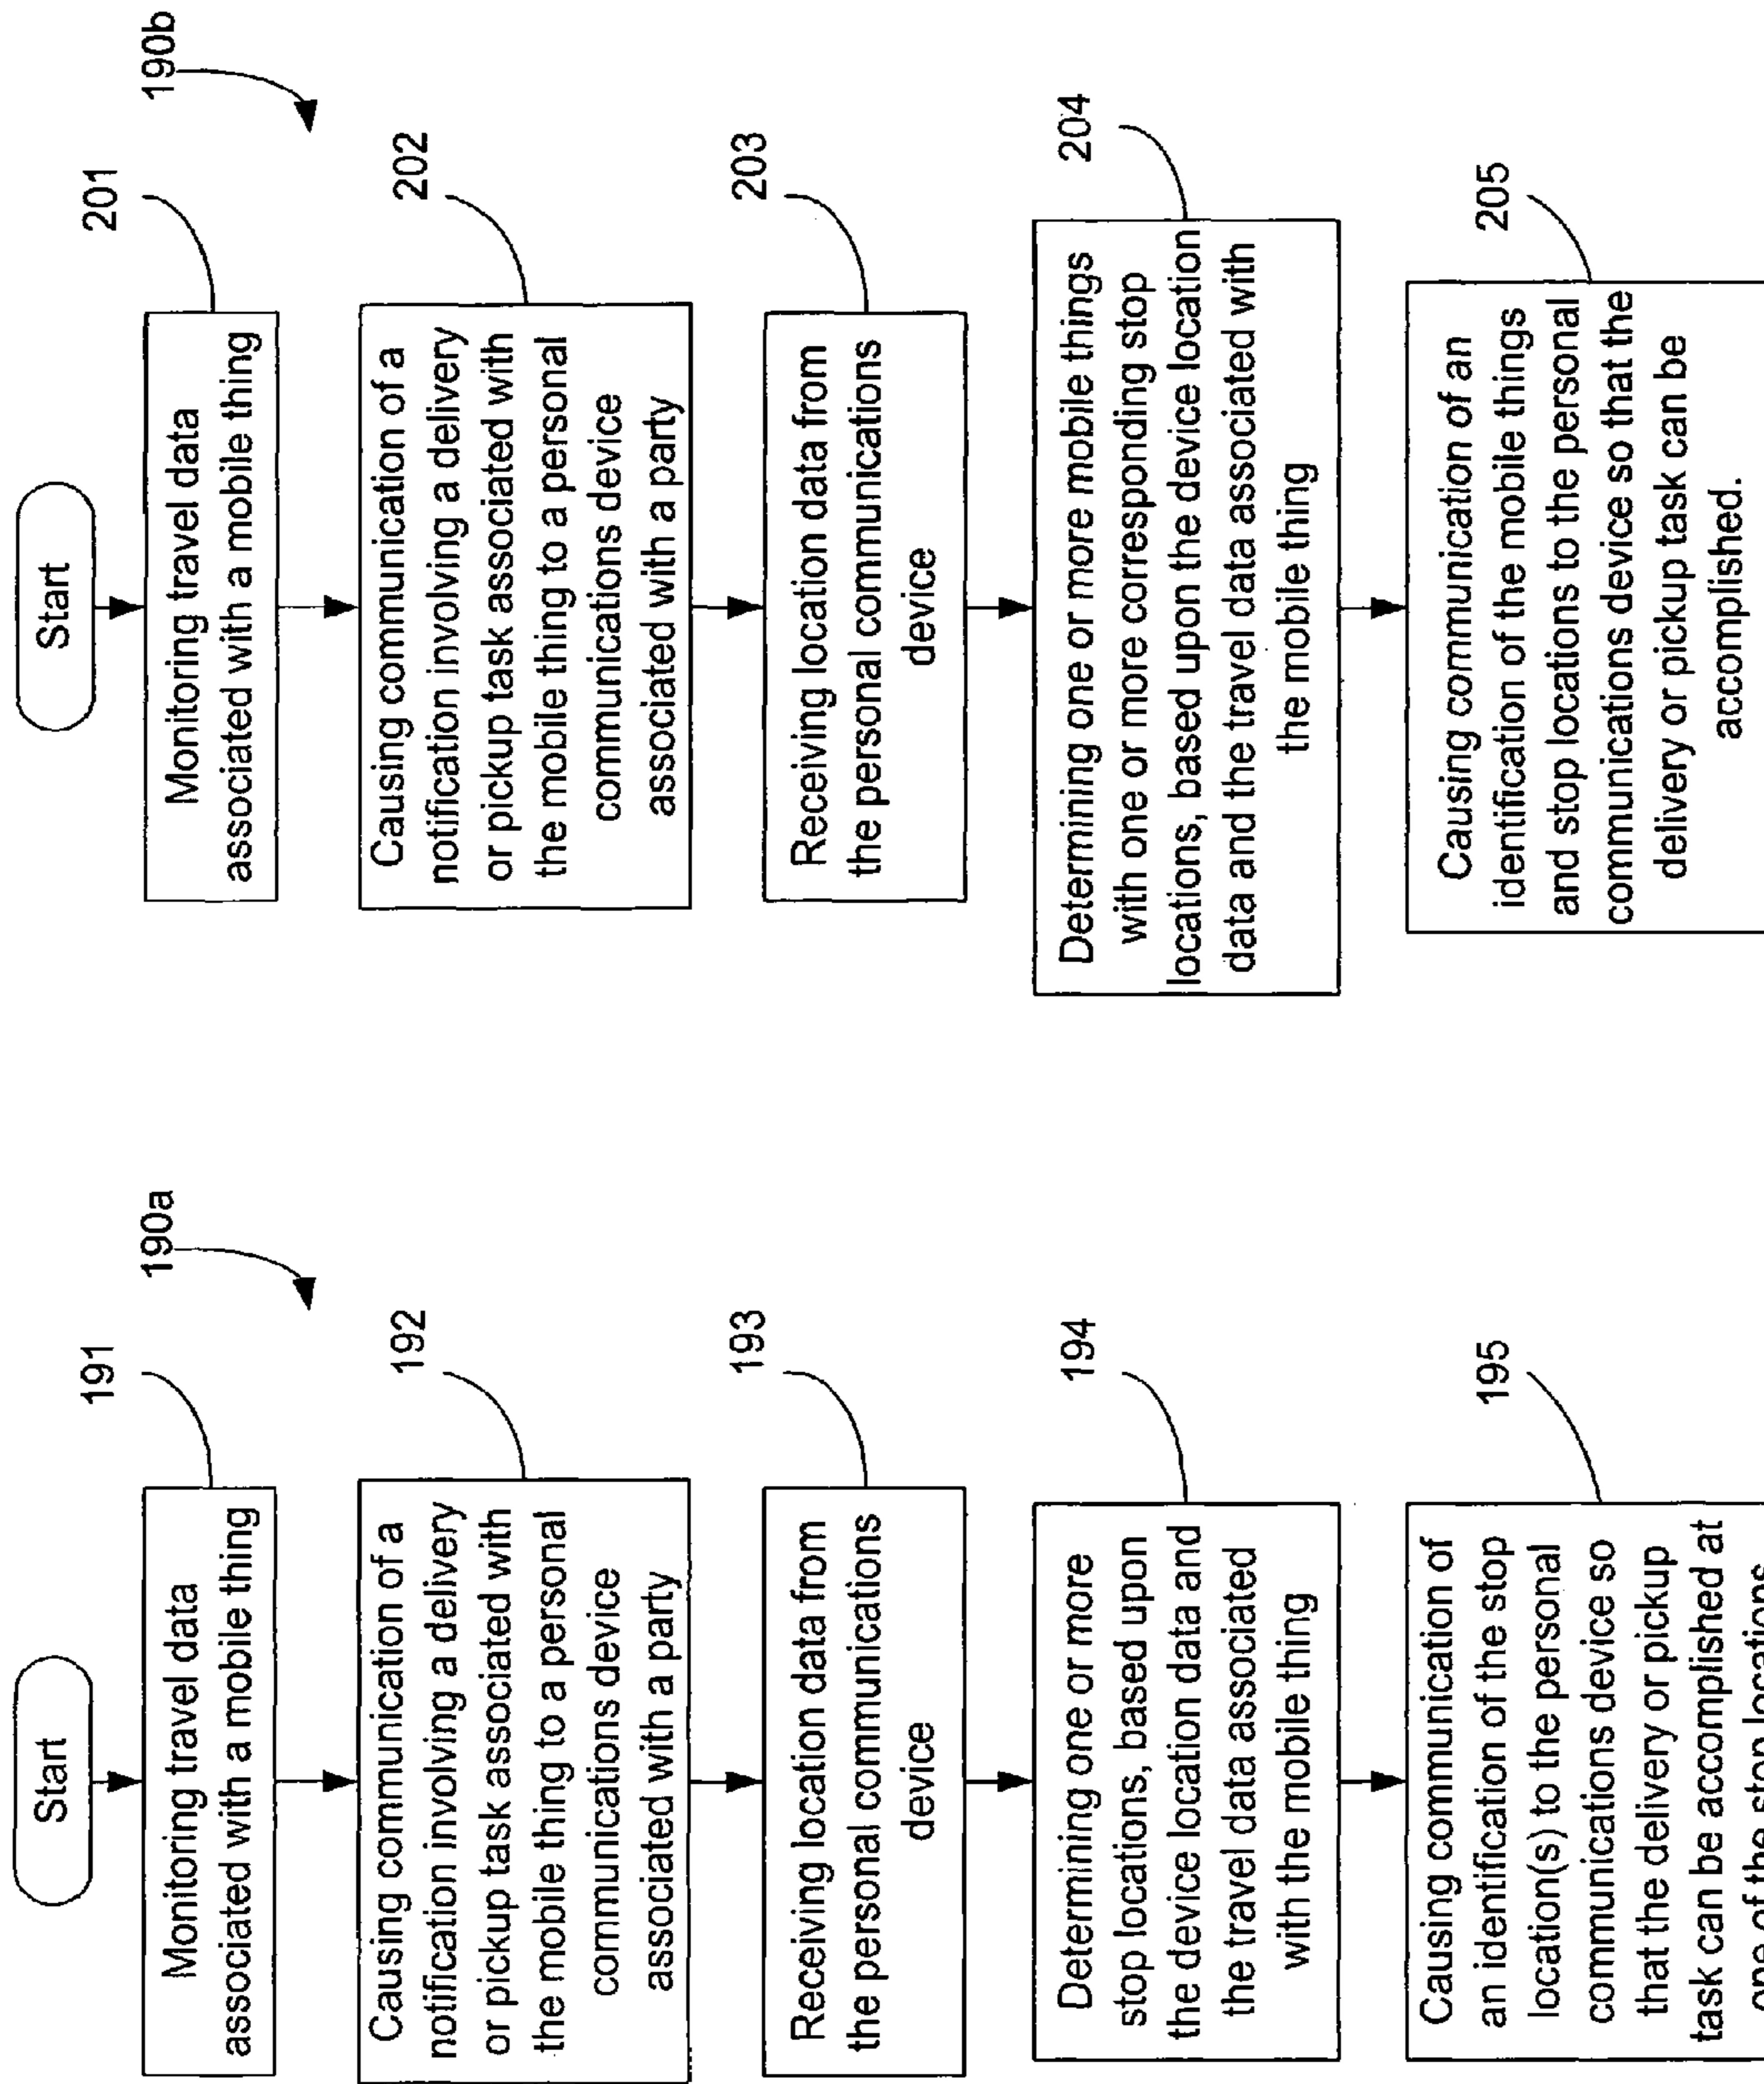 Start
190a
191
Monitoring travel data
associated with a mobile thing
192
Causing communication of a
notification involving a delivery
or pickup task associated with
the mobile thing to a personal
communications device
associated with a party
193
Receiving location data from
the personal communications
device
194
Determining one or more
stop locations, based upon
the device location data and
the travel data associated
with the mobile thing
195
Causing communication of
an identification of the stop
location(s) to the personal
communications device so
that the delivery or pickup
task can be accomplished at
one of the stop locations
Start
190b
201
Monitoring travel data
associated with a mobile thing
202
Causing communication of a
notification involving a delivery
or pickup task associated with
the mobile thing to a personal
communications device
associated with a party
203
Receiving location data from
the personal communications
device
204
Determining one or more mobile things
with one or more corresponding stop
locations, based upon the device location
data and the travel data associated with
the mobile thing
205
Causing communication of an
identification of the mobile things
and stop locations to the personal
communications device so that the
delivery or pickup task can be
accomplished.